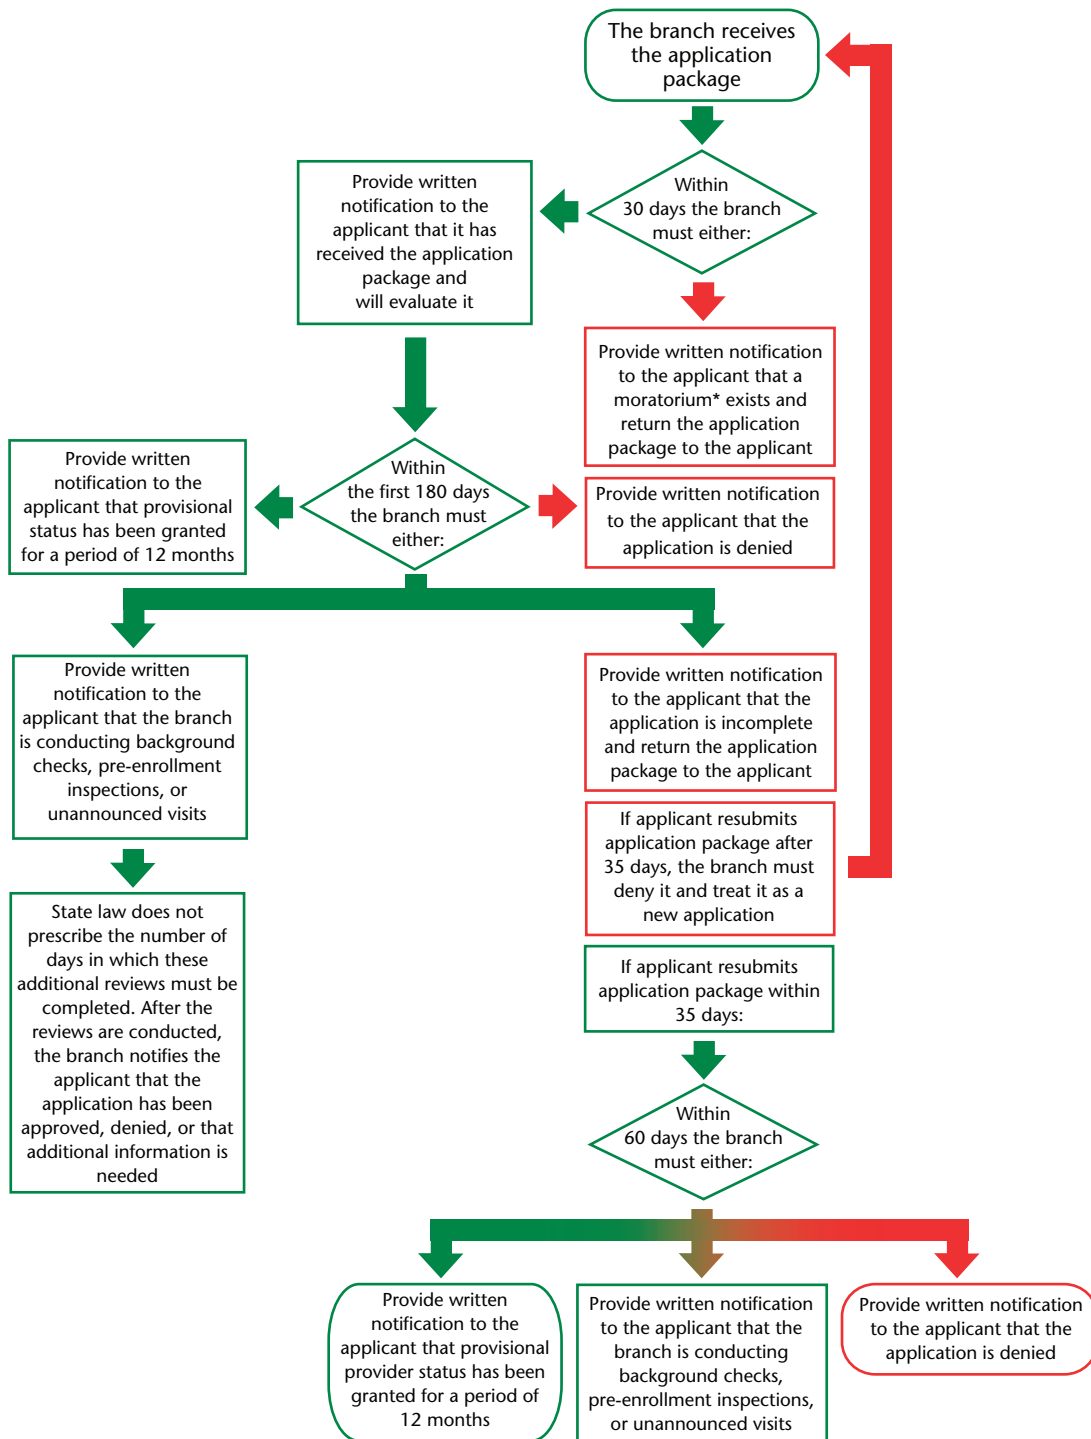 The branch receives
the application
package
Within
30 days the branch
must either:
Provide written
notification to the
applicant that it has
received the application
package and
will evaluate it
Provide written notification
to the applicant that a
moratorium* exists and
return the application
package to the applicant
Within
the first 180 days
the branch must
either:
Provide written
notification to the
applicant that provisional
status has been granted
for a period of 12 months
Provide written notification
to the applicant that the
application is denied
Provide written
notification to the
applicant that the branch
is conducting background
checks, pre-enrollment
inspections, or
unannounced visits
State law does not
prescribe the number of
days in which these
additional reviews must be
completed. After the
reviews are conducted,
the branch notifies the
applicant that the
application has been
approved, denied, or that
additional information is
needed
Provide written notification
to the applicant that the
application is incomplete
and return the application
package to the applicant
If applicant resubmits
application package after
35 days, the branch must
deny it and treat it as a
new application
If applicant resubmits
application package within
35 days:
Within
60 days the branch
must either:
Provide written
notification to the
applicant that provisional
provider status has been
granted for a period of
12 months
Provide written notification
to the applicant that the
branch is conducting
background checks,
pre-enrollment inspections,
or unannounced visits
Provide written notification
to the applicant that the
application is denied